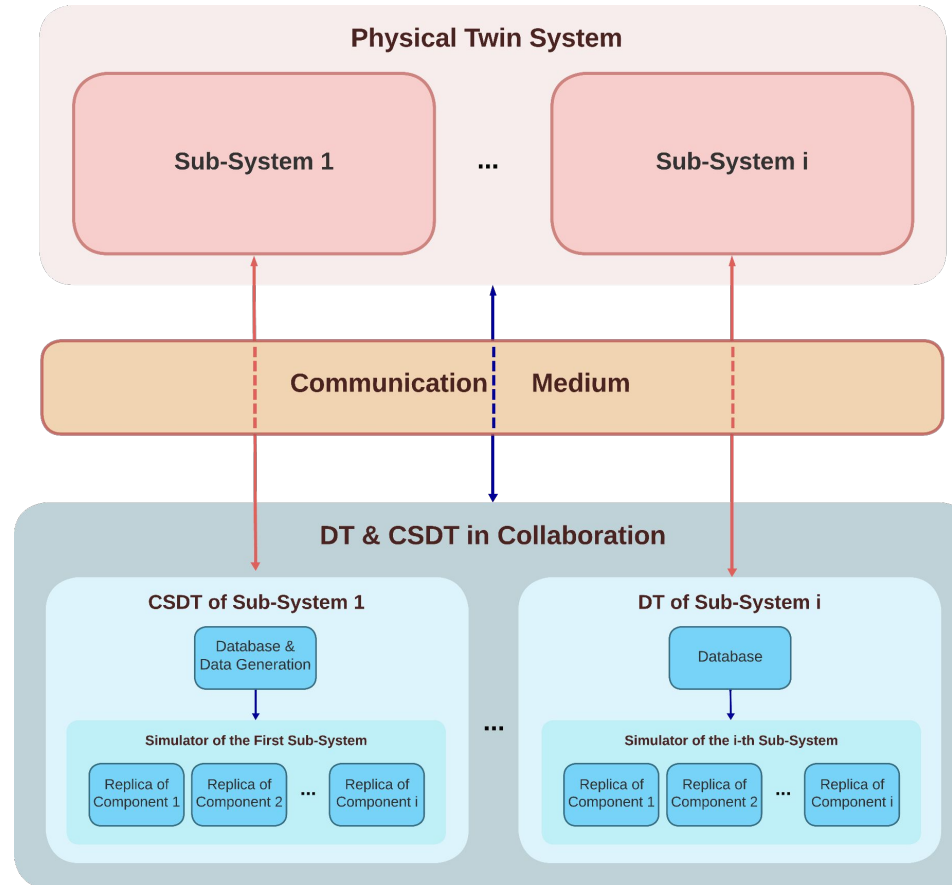 Physical Twin System
Sub-System 1
...
Sub-System i
Communication Medium
DT & CSDT in Collaboration
CSDT of Sub-System 1
Database &
Data Generation
Simulator of the First Sub-System
Replica of
Component 1
Replica of
Component 2
...
Replica of
Component i
...
DT of Sub-System i
Database
Simulator of the i-th Sub-System
Replica of
Component 1
Replica of
Component 2
...
Replica of
Component i